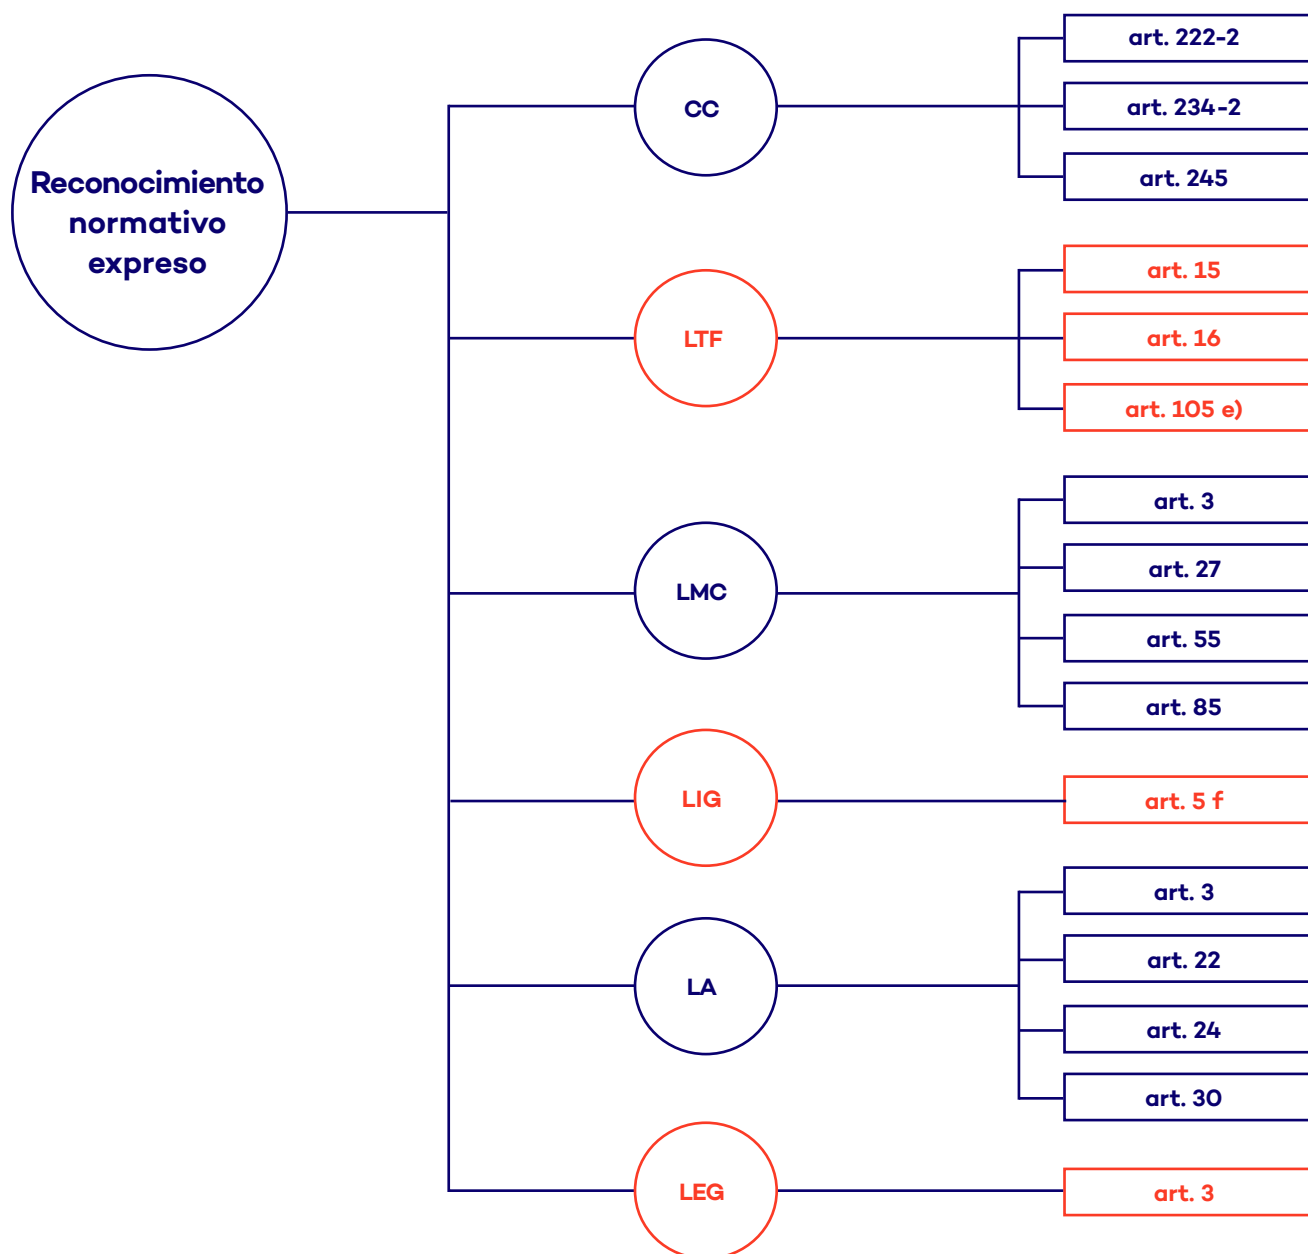 Reconocimiento
normativo
expreso
CC
art. 222-2
art. 234-2
art. 245
LTF
art. 15
art. 16
art. 105 e)
LMC
art. 3
art. 27
art. 55
art. 85
LIG
art. 5 f
LA
art. 3
art. 22
art. 24
art. 30
LEG
art. 3